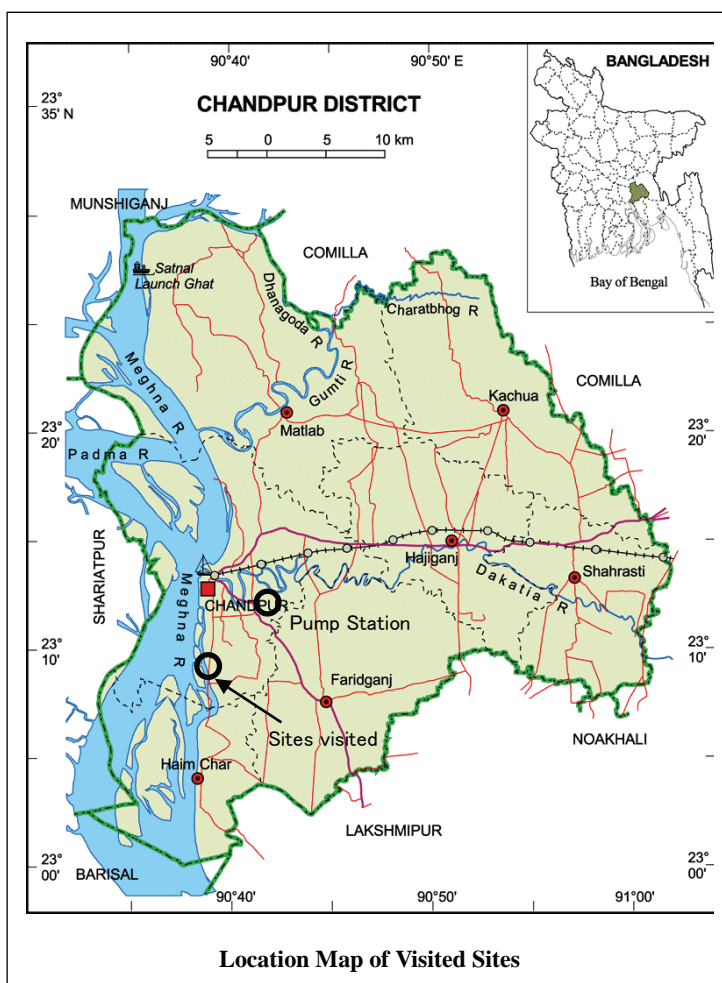 90°40'
90°50' E
23°
35' N
CHANDPUR DISTRICT
5 0 5 10 km
BANGLADESH
Bay of Bengal
MUNSHIGANJ
COMILLA
Satnal
Launch Ghat
Dhanagoda R
Charatbhog R
Meghna R
Gumti R
Kachua
COMILLA
Matlab
23°
20'
23°
20'
Padma R
SHARIATPUR
Hajiganj
Dakatia R
Shahrasti
Meghna R
CHANDPUR
Pump Station
23°
10'
23°
10'
Faridganj
Sites visited
NOAKHALI
Haim Char
LAKSHMIPUR
23°
00'
23°
00'
BARISAL
90°40'
90°50'
91°00'
Location Map of Visited Sites